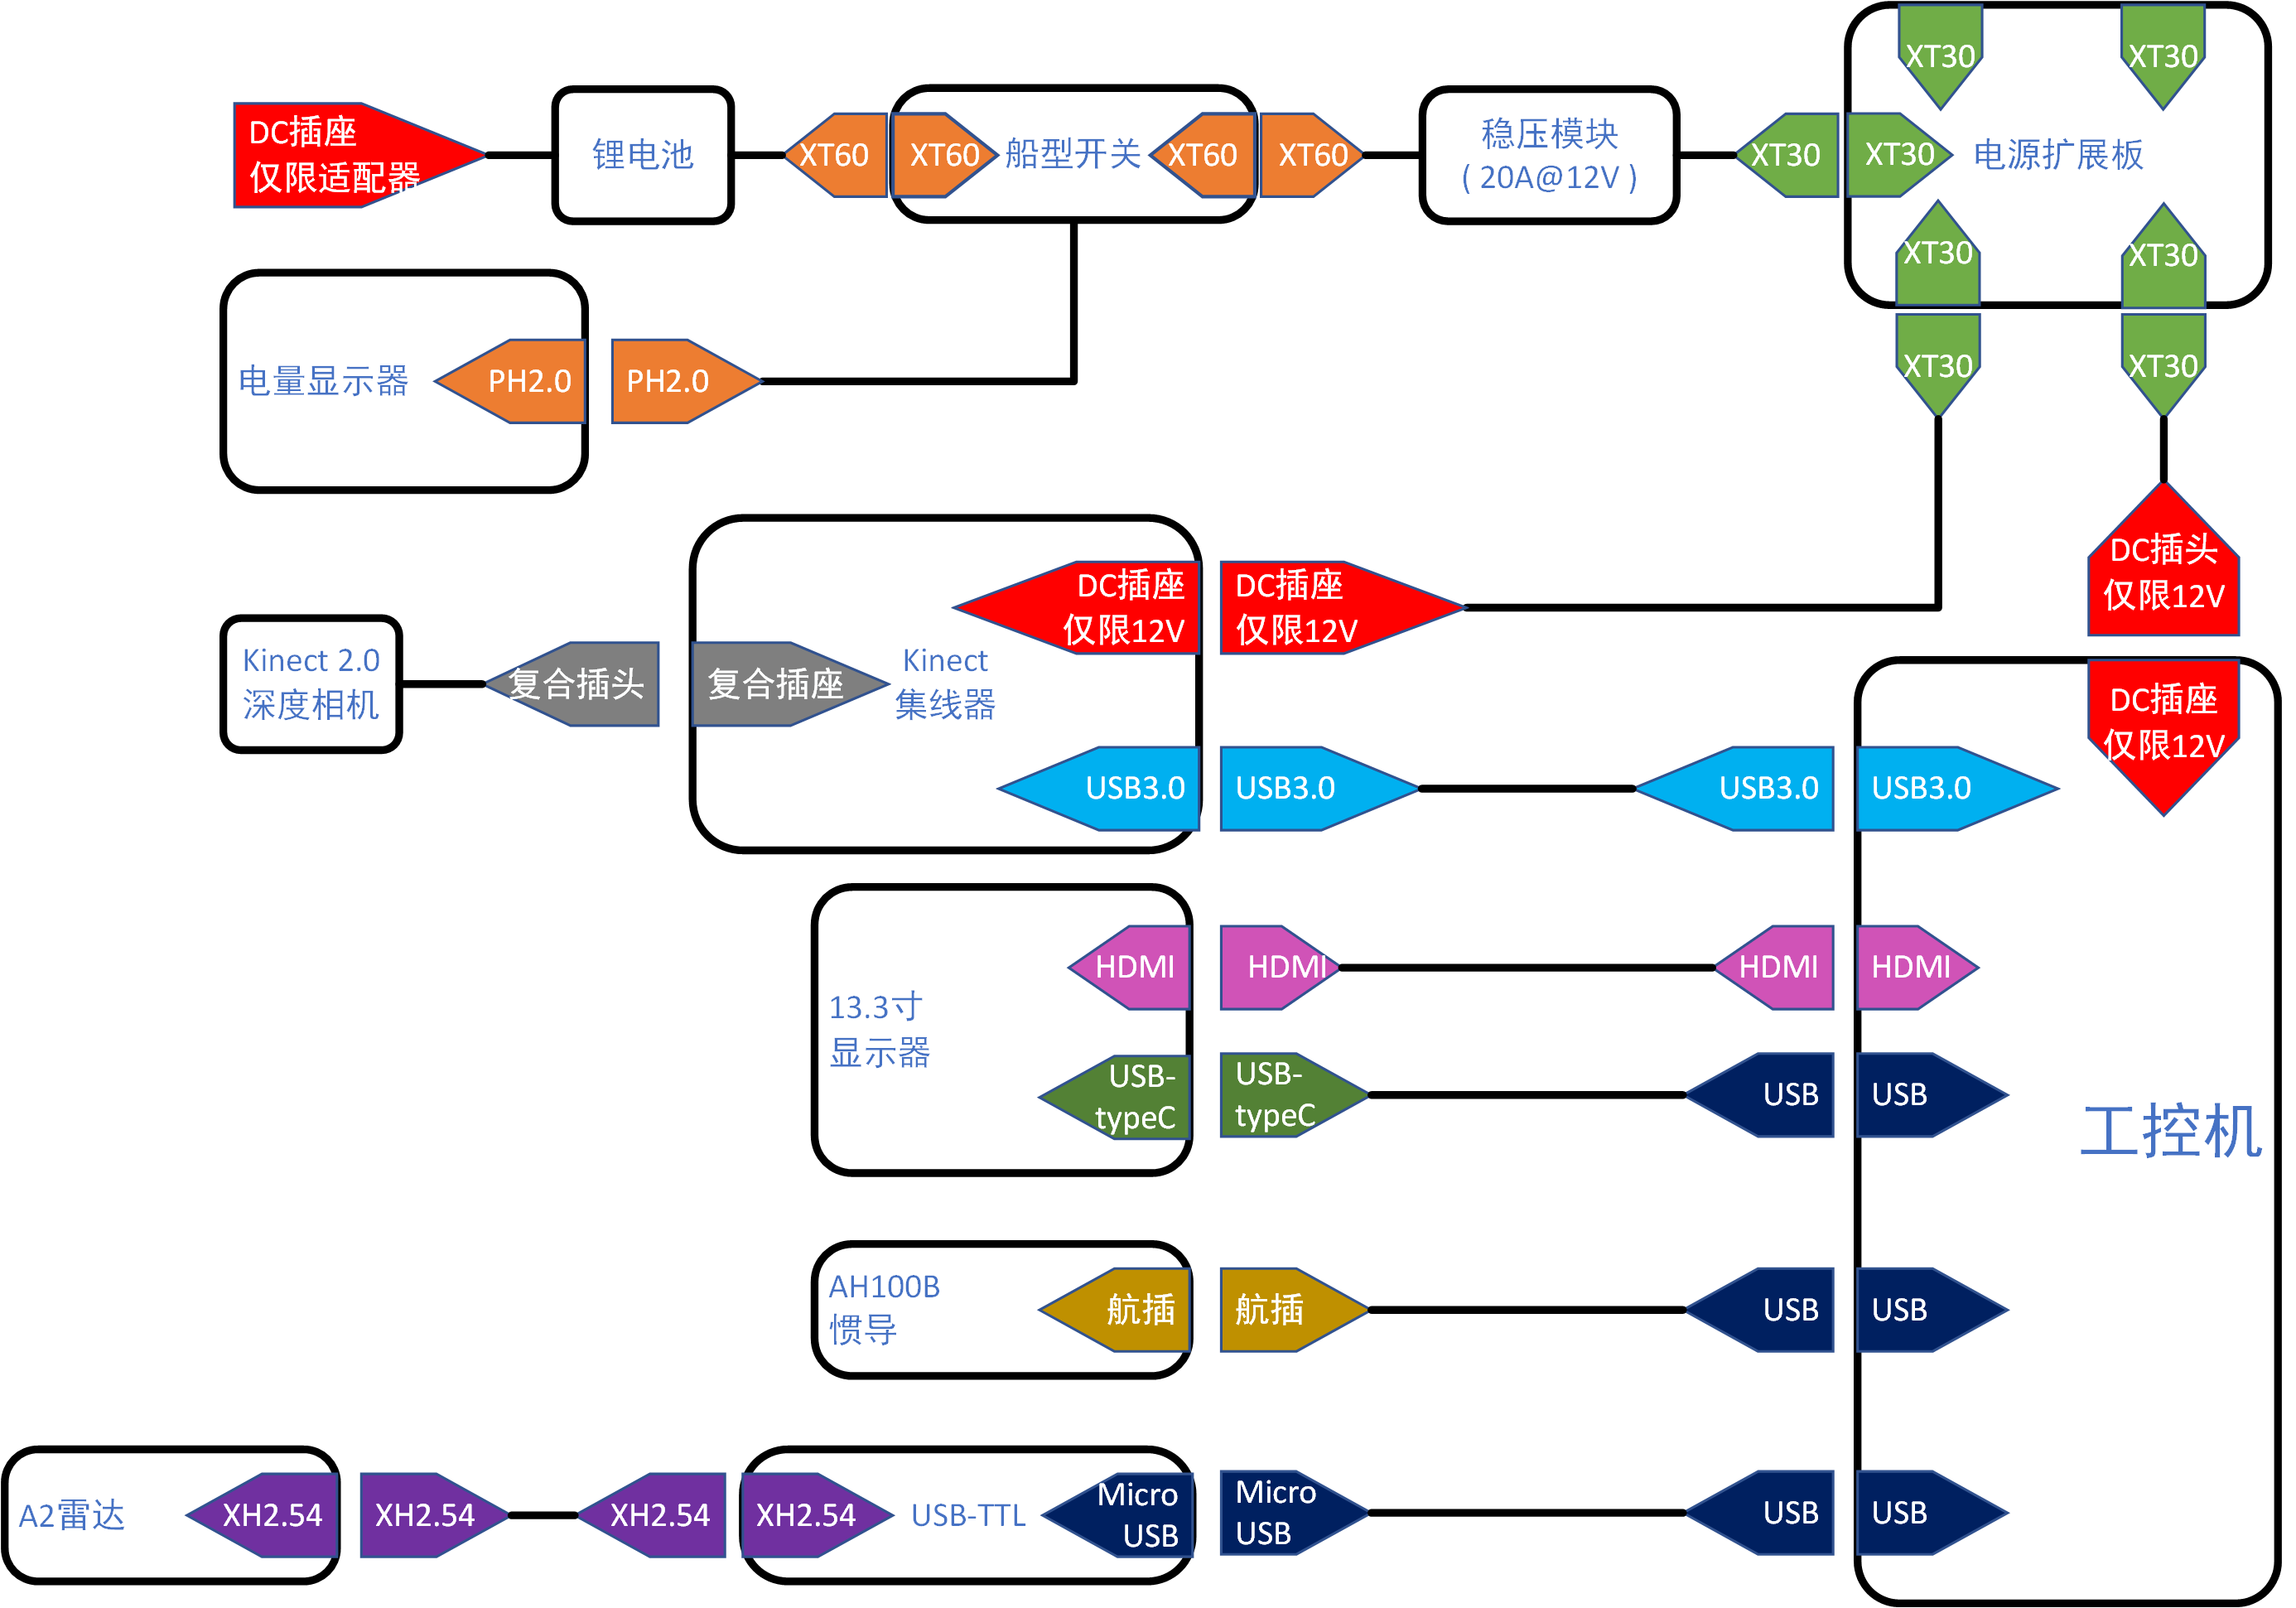 XT30
XT30
DC插座
仅限适配器
锂电池
XT60
XT60
船型开关
XT60
XT60
稳压模块
( 20A@12V )
XT30
XT30
电源扩展板
XT30
XT30
电量显示器
PH2.0
PH2.0
XT30
XT30
DC插座
仅限12V
DC插座
仅限12V
DC插头
仅限12V
Kinect 2.0
深度相机
复合插头
复合插座
Kinect
集线器
DC插座
仅限12V
USB3.0
USB3.0
USB3.0
USB3.0
13.3寸
显示器
HDMI
HDMI
HDMI
HDMI
USB-
typeC
USB-
typeC
USB
USB
工控机
AH100B
惯导
航插
航插
USB
USB
A2雷达
XH2.54
XH2.54
XH2.54
XH2.54
USB-TTL
Micro
USB
Micro
USB
USB
USB